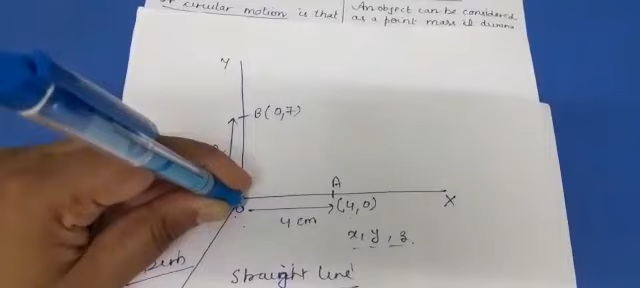 of circular motion is that
An object can be considered
as a point mass if
Y
B(0,7)
A
O
(4,0)
X
4 cm
x, y, z.
Straight line